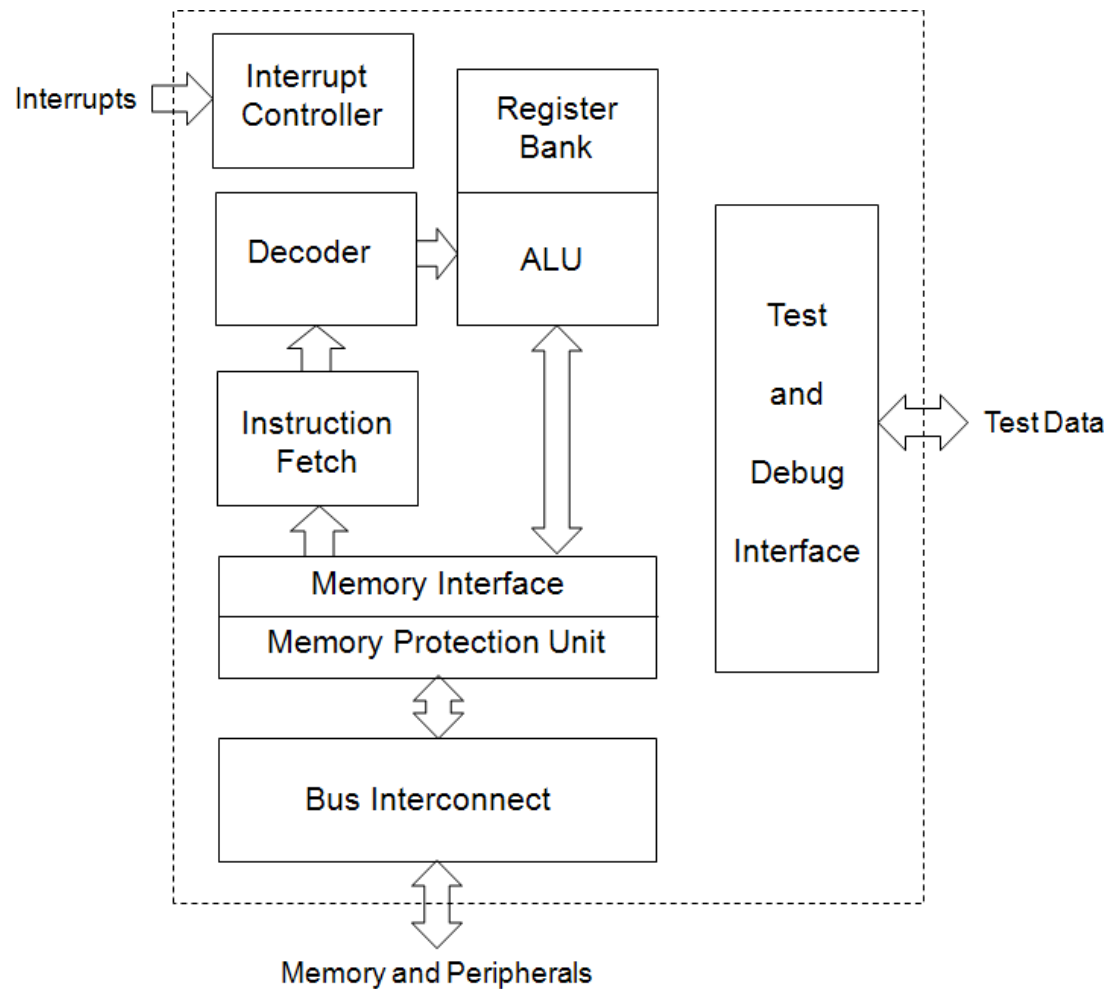 Interrupts
Interrupt
Controller
Register
Bank
Decoder
ALU
Test
and
Debug
Interface
Test Data
Instruction
Fetch
Memory Interface
Memory Protection Unit
Bus Interconnect
Memory and Peripherals